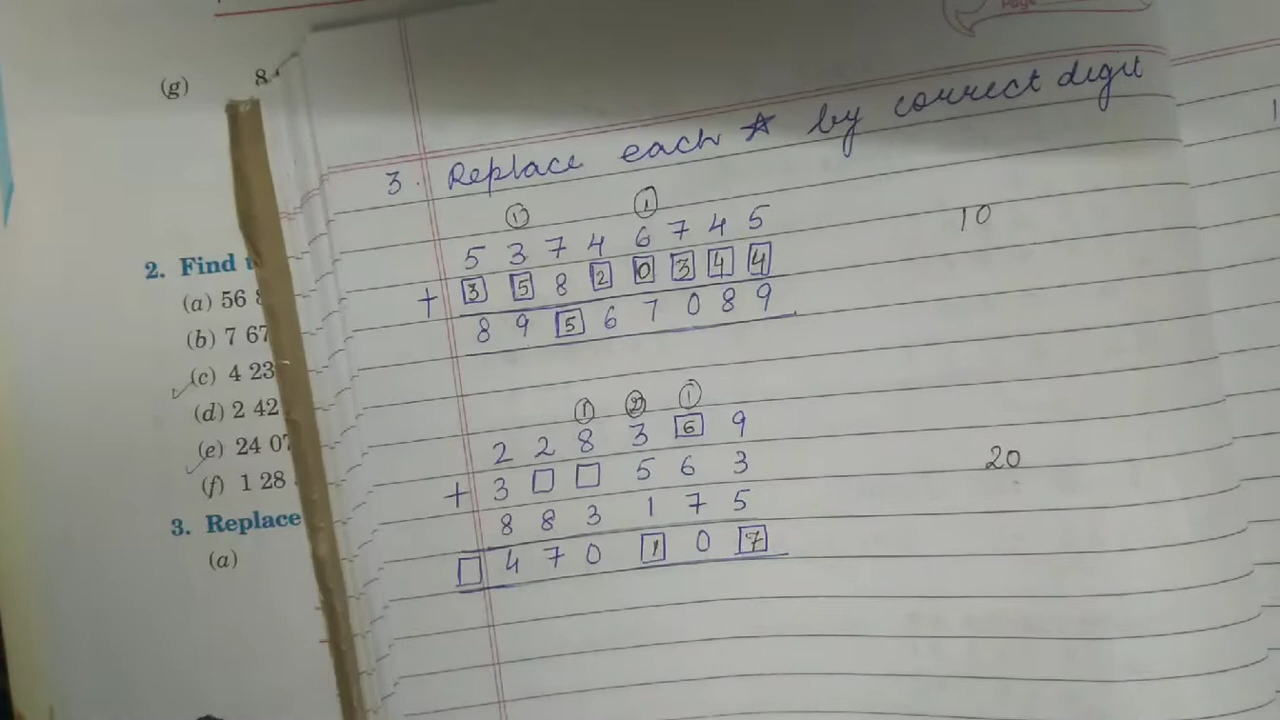 Page
(g) 8
3. Replace each ☆ by correct digit
① ①
5 3 7 4 6 7 4 5
10
+ 3 5 8 2 0 3 4 4
8 9 5 6 7 0 8 9
① ② ①
2 2 8 3 6 9
+ 3 □ □ 5 6 3
20
8 8 3 1 7 5
□ 4 7 0 1 0 7
2. Find
(a) 56 8
(b) 7 67
(c) 4 23
(d) 2 42
(e) 24 07
(f) 1 28
3. Replace
(a)